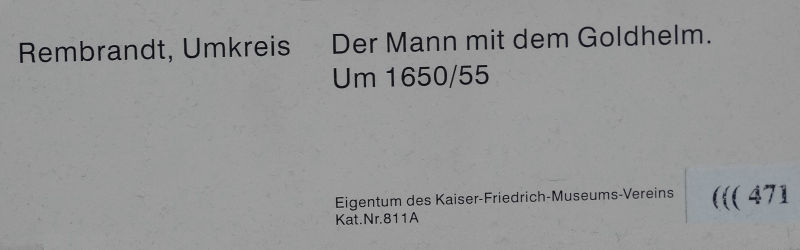 Rembrandt, Umkreis
Der Mann mit dem Goldhelm.
Um 1650/55
Eigentum des Kaiser-Friedrich-Museums-Vereins
Kat.Nr.811A
((( 471